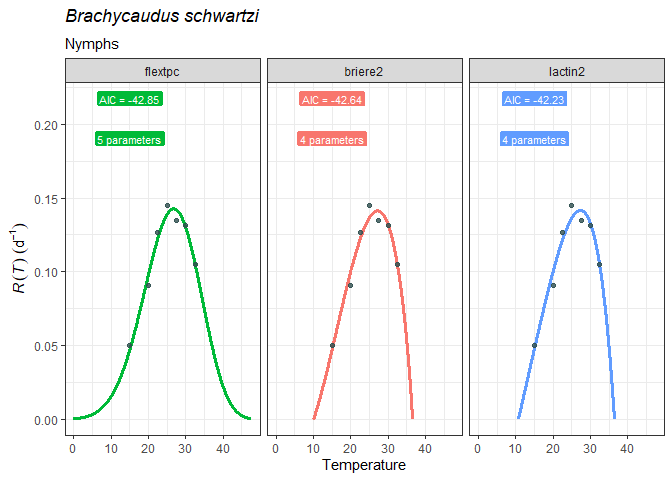 Brachycaudus schwartzi
Nymphs
flextpc briere2 lactin2
AIC = -42.85 AIC = -42.64 AIC = -42.23
5 parameters 4 parameters 4 parameters
0.20
0.15
0.10
0.05
0.00
R(T) (d⁻¹)
0 10 20 30 40 0 10 20 30 40 0 10 20 30 40
Temperature